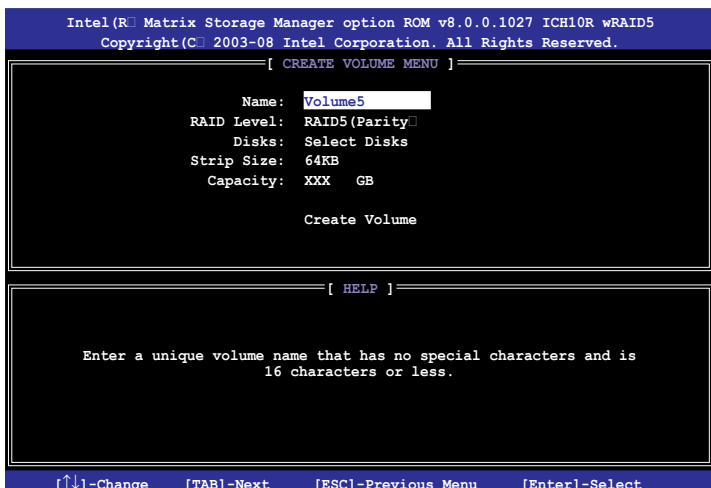 Intel(R□ Matrix Storage Manager option ROM v8.0.0.1027 ICH10R wRAID5
Copyright(C□ 2003-08 Intel Corporation. All Rights Reserved.
[ CREATE VOLUME MENU ]
Name: Volume5
RAID Level: RAID5(Parity□
Disks: Select Disks
Strip Size: 64KB
Capacity: XXX GB
Create Volume
[ HELP ]
Enter a unique volume name that has no special characters and is
16 characters or less.
[↑↓]-Change [TAB]-Next [ESC]-Previous Menu [Enter]-Select